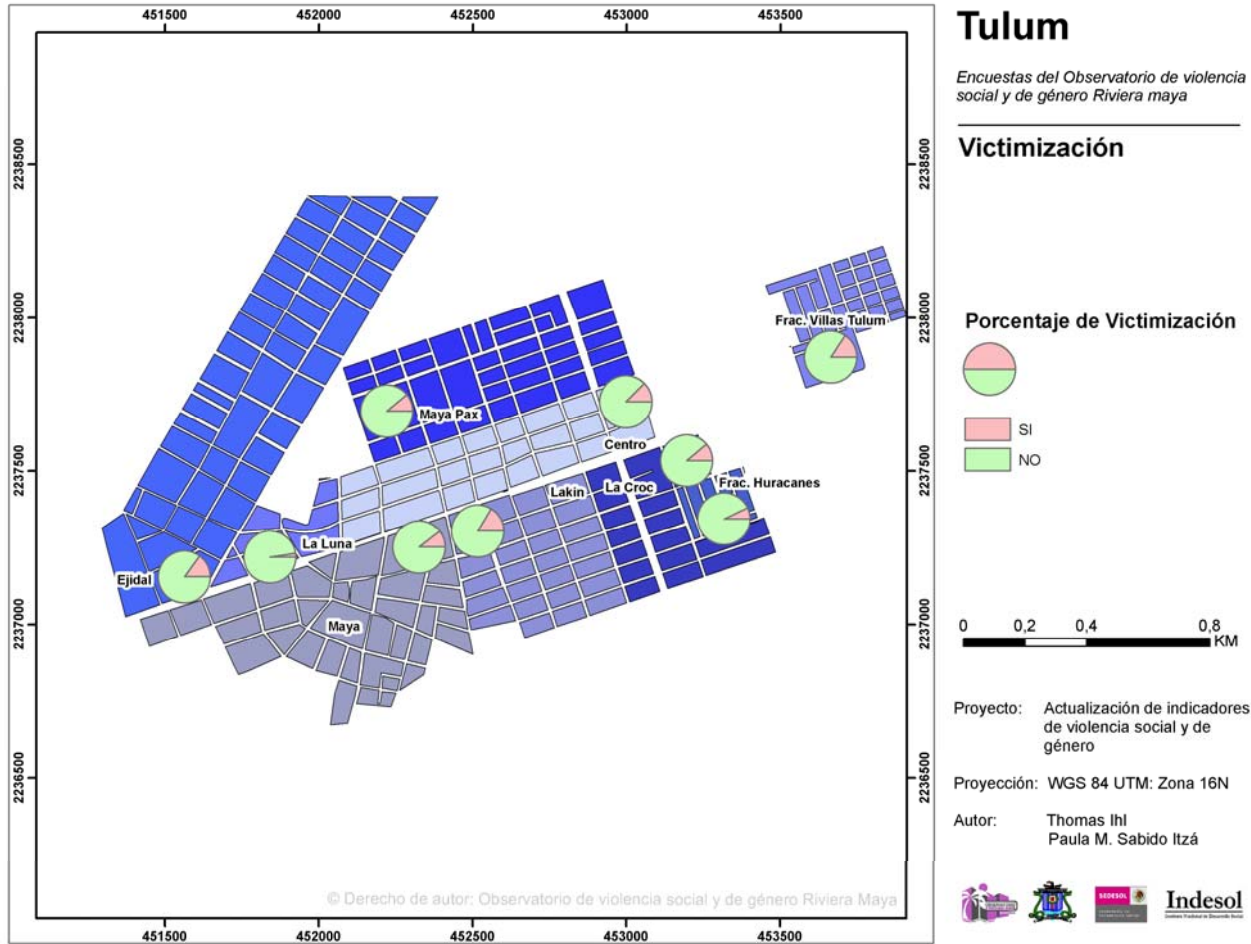 451500 452000 452500 453000 453500
2238500 2238500
2238000 2238000
2237500 2237500
2237000 2237000
2236500 2236500
Frac. Villas Tulum
Maya Pax
Centro
Lakin
La Croc
Frac. Huracanes
La Luna
Ejidal
Maya
© Derecho de autor: Observatorio de violencia social y de género Riviera Maya
451500 452000 452500 453000 453500
Tulum
Encuestas del Observatorio de violencia
social y de género Riviera maya
Victimización
Porcentaje de Victimización
SI
NO
0 0,2 0,4 0,8
KM
Proyecto: Actualización de indicadores
de violencia social y de
género
Proyección: WGS 84 UTM: Zona 16N
Autor: Thomas Ihl
Paula M. Sabido Itzá
SEDESOL
Indesol